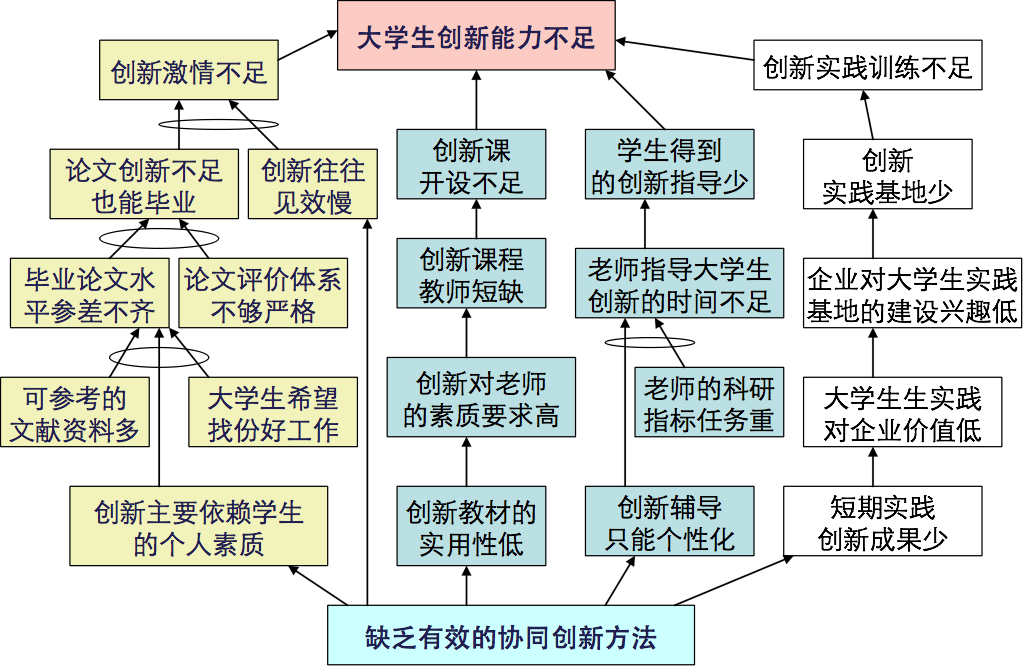 大学生创新能力不足
创新激情不足
创新实践训练不足
论文创新不足
也能毕业
创新往往
见效慢
创新课
开设不足
学生得到
的创新指导少
创新
实践基地少
毕业论文水
平参差不齐
论文评价体系
不够严格
创新课程
教师短缺
老师指导大学生
创新的时间不足
企业对大学生实践
基地的建设兴趣低
可参考的
文献资料多
大学生希望
找份好工作
创新对老师
的素质要求高
老师的科研
指标任务重
大学生生实践
对企业价值低
创新主要依赖学生
的个人素质
创新教材的
实用性低
创新辅导
只能个性化
短期实践
创新成果少
缺乏有效的协同创新方法